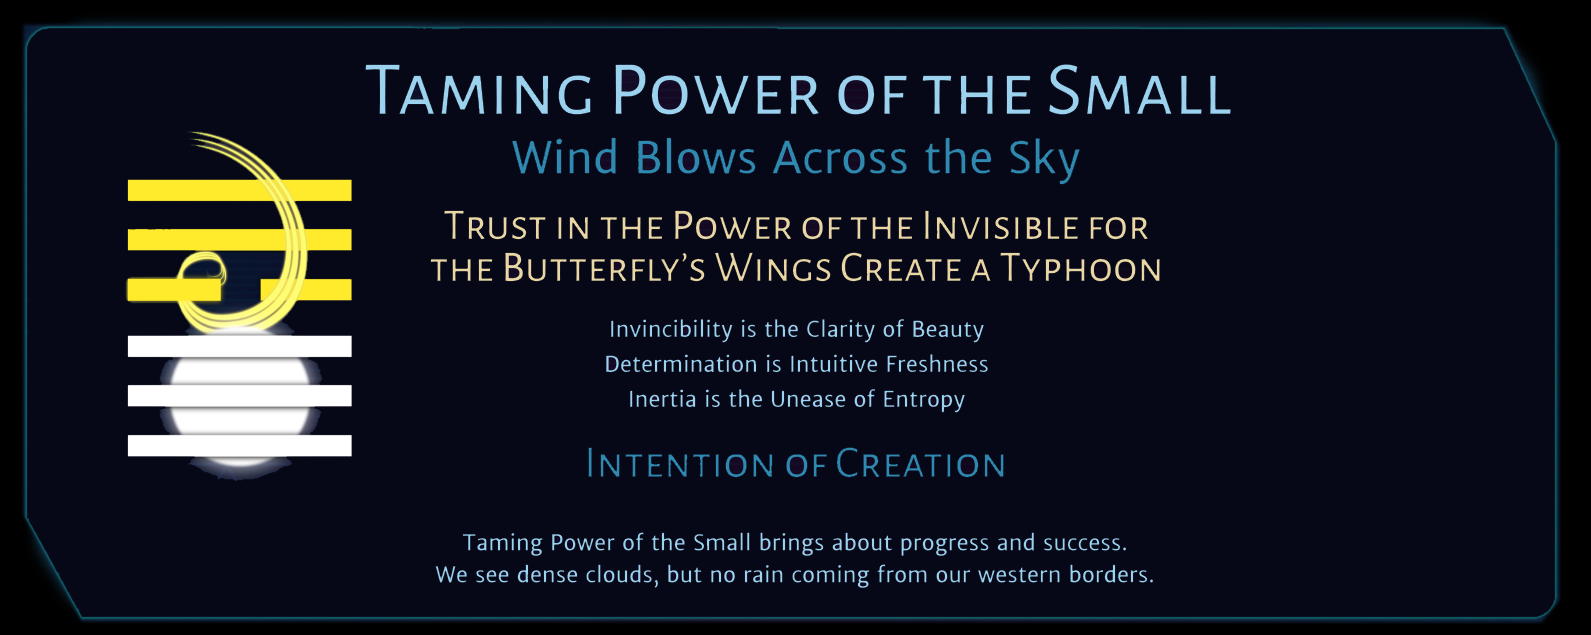 Taming Power of the Small
Wind Blows Across the Sky
Trust in the Power of the Invisible for
the Butterfly's Wings Create a Typhoon
Invincibility is the Clarity of Beauty
Determination is Intuitive Freshness
Inertia is the Unease of Entropy
Intention of Creation
Taming Power of the Small brings about progress and success.
We see dense clouds, but no rain coming from our western borders.